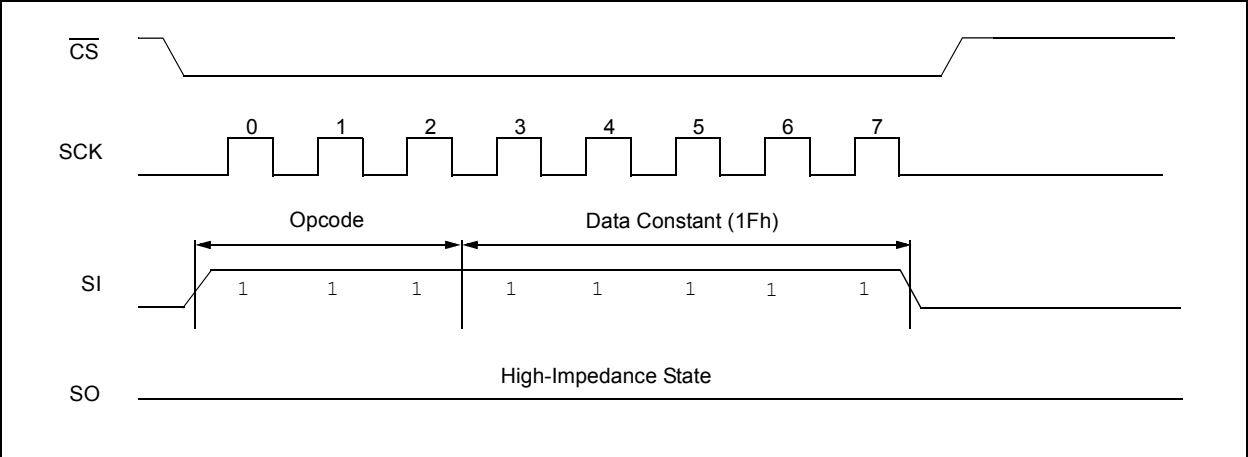 CS
SCK
0 1 2 3 4 5 6 7
Opcode
Data Constant (1Fh)
SI
1 1 1 1 1 1 1 1
High-Impedance State
SO